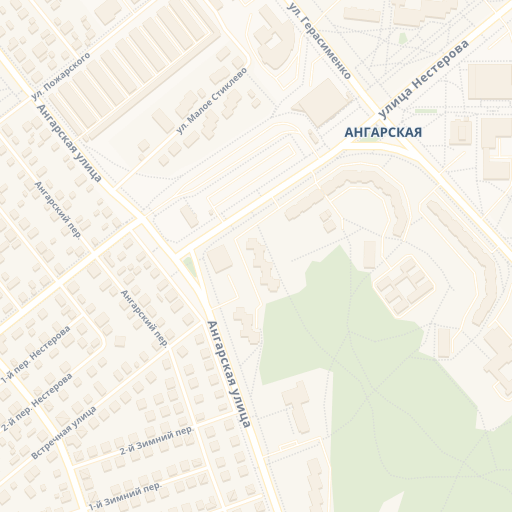 ул. Герасименко
улица Нестерова
ул. Пожарского
ул. Малое Стиклево
АНГАРСКАЯ
Ангарская улица
Ангарский пер.
Ангарский пер.
1-й пер. Нестерова
Ангарская улица
2-й пер. Нестерова
Встречная улица
2-й Зимний пер.
1-й Зимний пер.